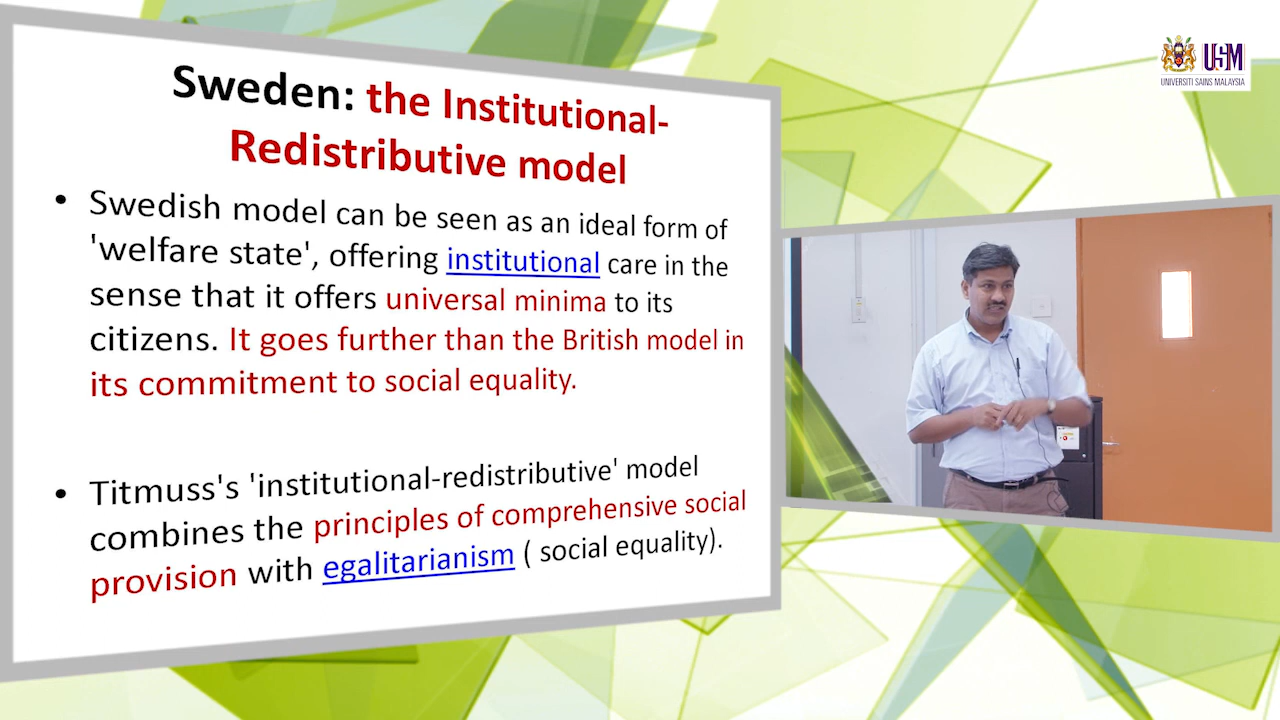 Sweden: the Institutional-
Redistributive model
• Swedish model can be seen as an ideal form of
'welfare state', offering institutional care in the
sense that it offers universal minima to its
citizens. It goes further than the British model in
its commitment to social equality.
• Titmuss's 'institutional-redistributive' model
combines the principles of comprehensive social
provision with egalitarianism ( social equality).
USM
UNIVERSITI SAINS MALAYSIA